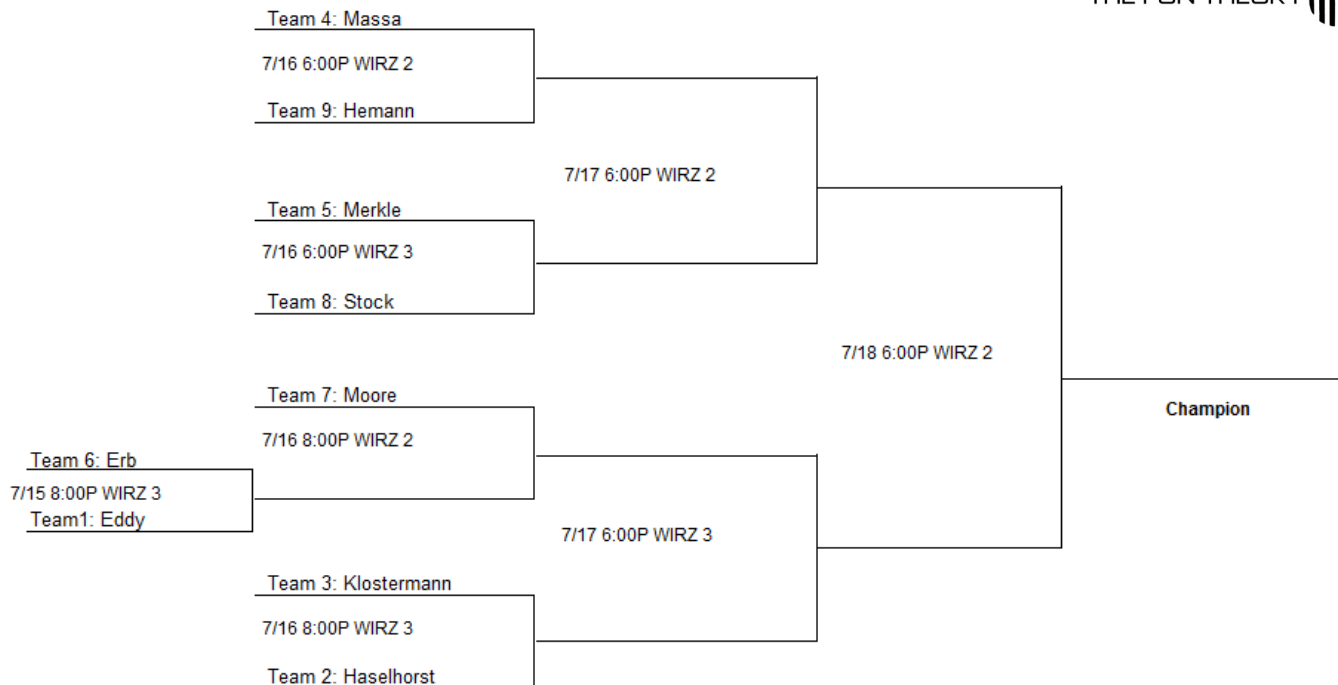 Team 4: Massa
7/16 6:00P WIRZ 2
Team 9: Hemann
7/17 6:00P WIRZ 2
Team 5: Merkle
7/16 6:00P WIRZ 3
Team 8: Stock
7/18 6:00P WIRZ 2
Champion
Team 7: Moore
7/16 8:00P WIRZ 2
Team 6: Erb
7/15 8:00P WIRZ 3
Team1: Eddy
7/17 6:00P WIRZ 3
Team 3: Klostermann
7/16 8:00P WIRZ 3
Team 2: Haselhorst